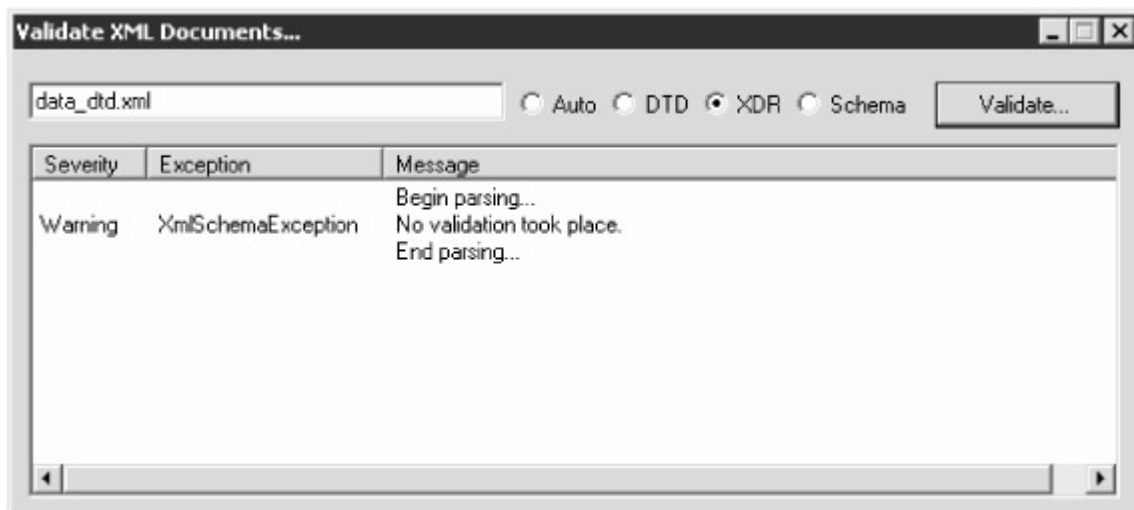 Validate XML Documents...
data_dtd.xml Auto DTD XDR Schema Validate...
Severity Exception Message
Begin parsing...
Warning XmlSchemaException No validation took place.
End parsing...